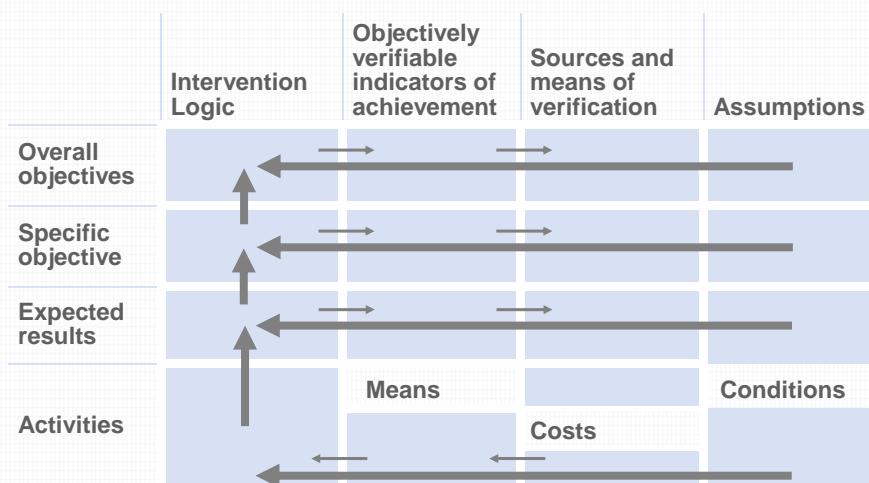 Intervention
Logic
Objectively
verifiable
indicators of
achievement
Sources and
means of
verification
Assumptions
Overall
objectives
Specific
objective
Expected
results
Activities
Means
Costs
Conditions